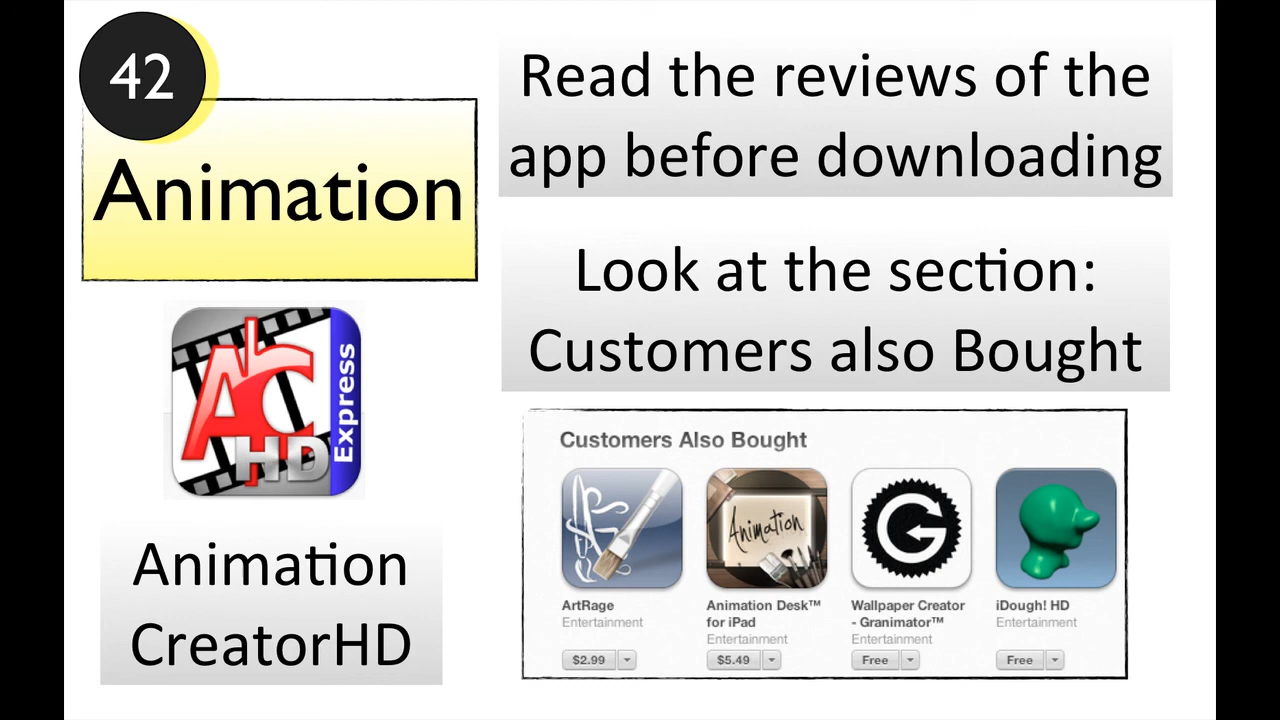 42
Animation
AC
HD
Express
Animation
CreatorHD
Read the reviews of the
app before downloading
Look at the section:
Customers also Bought
Customers Also Bought
Animation
G
ArtRage
Entertainment
$2.99
Animation Desk™
for iPad
Entertainment
$5.49
Wallpaper Creator
- Granimator™
Entertainment
Free
iDough! HD
Entertainment
Free